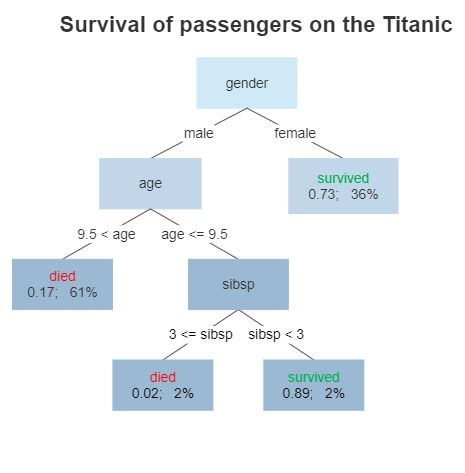 Survival of passengers on the Titanic
gender
male female
age
survived
0.73; 36%
9.5 < age age <= 9.5
died
0.17; 61%
sibsp
3 <= sibsp sibsp < 3
died
0.02; 2%
survived
0.89; 2%